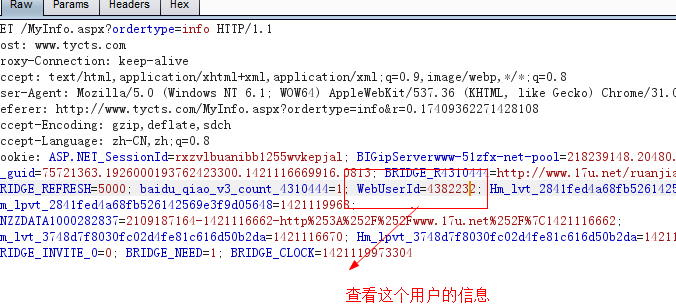 Raw Params Headers Hex
ET /MyInfo.aspx?ordertype=info HTTP/1.1
ost: www.tycts.com
roxy-Connection: keep-alive
ccept: text/html,application/xhtml+xml,application/xml;q=0.9,image/webp,*/*;q=0.8
ser-Agent: Mozilla/5.0 (Windows NT 6.1; WOW64) AppleWebKit/537.36 (KHTML, like Gecko) Chrome/31.0
eferer: http://www.tycts.com/MyInfo.aspx?ordertype=info&r=0.17409362271428108
ccept-Encoding: gzip,deflate,sdch
ccept-Language: zh-CN,zh;q=0.8
ookie: ASP.NET_SessionId=rxzvlbuanibb1255wvkepjal; BIGipServerwww-51zfx-net-pool=218239148.20480.
_guid=75721363.1926000193762423300.1421116669916.0813; BRIDGE_R4310444=http://www.17u.net/ruanjia
RIDGE_REFRESH=5000; baidu_qiao_v3_count_4310444=1; WebUserId=4382232; Hm_lvt_2841fed4a68fb5261425
m_lpvt_2841fed4a68fb526142569e3f9d05648=1421119968;
NZZDATA1000282837=2109187164-1421116662-http%253A%252F%252Fwww.17u.net%252F%7C1421116662;
m_lvt_3748d7f8030fc02d4fe81c616d50b2da=1421116670; Hm_lpvt_3748d7f8030fc02d4fe81c616d50b2da=14211
RIDGE_INVITE_0=0; BRIDGE_NEED=1; BRIDGE_CLOCK=1421119973304
查看这个用户的信息